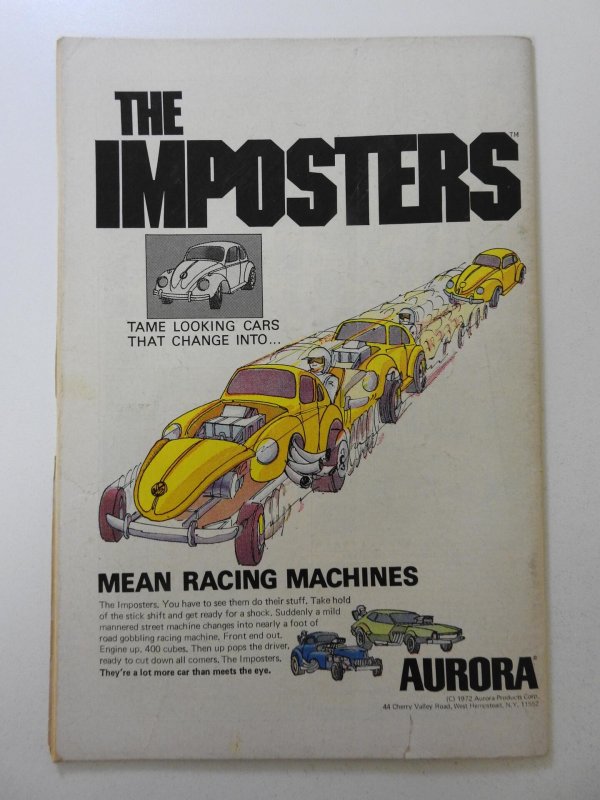 THE
IMPOSTERS™
TAME LOOKING CARS
THAT CHANGE INTO...
MEAN RACING MACHINES
The Imposters. You have to see them do their stuff. Take hold
of the stick shift and get ready for a shock. Suddenly a mild
mannered street machine changes into nearly a foot of
road gobbling racing machine. Front end out.
Engine up. 400 cubes. Then up pops the driver,
ready to cut down all comers. The Imposters.
They're a lot more car than meets the eye.
AURORA®
(C) 1972 Aurora Products Corp.
44 Cherry Valley Road, West Hempstead, N.Y. 11552